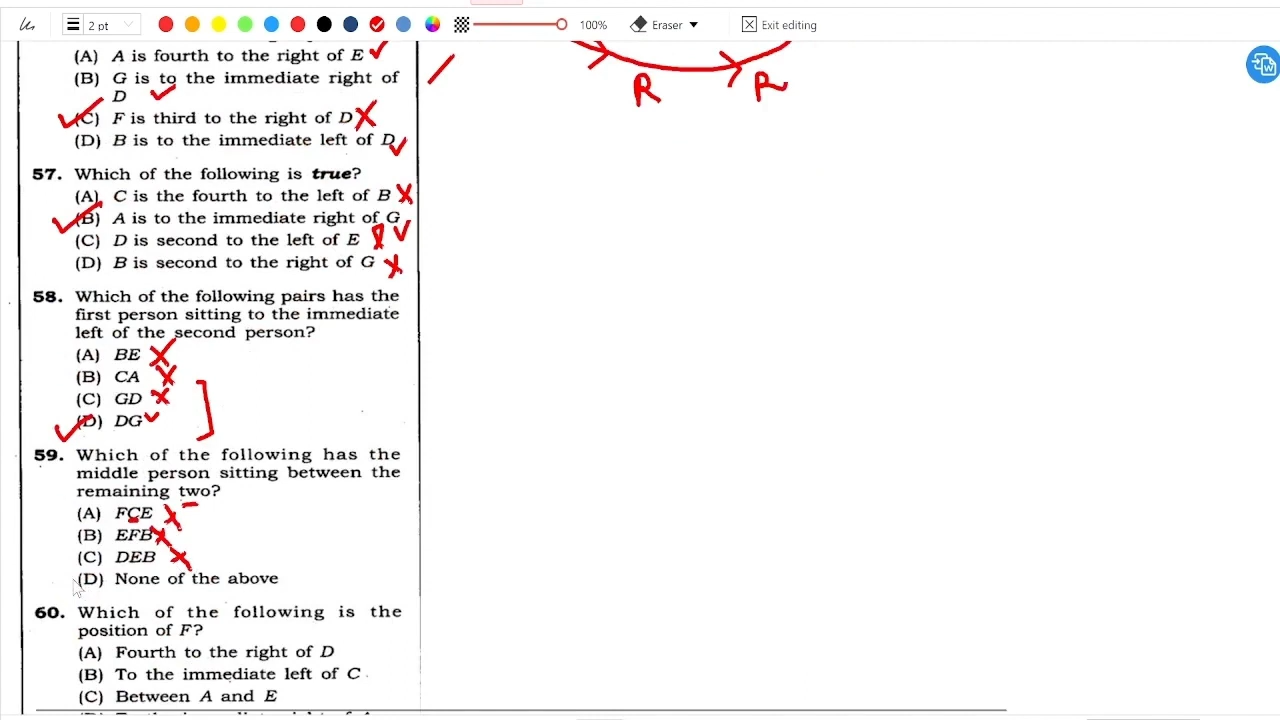 2 pt
100%
Eraser
Exit editing
(A) A is fourth to the right of E
(B) G is to the immediate right of
D
(C) F is third to the right of D
(D) B is to the immediate left of D
R
R
57. Which of the following is true?
(A) C is the fourth to the left of B
(B) A is to the immediate right of G
(C) D is second to the left of E
(D) B is second to the right of G
58. Which of the following pairs has the
first person sitting to the immediate
left of the second person?
(A) BE
(B) CA
(C) GD
(D) DG
59. Which of the following has the
middle person sitting between the
remaining two?
(A) FCE
(B) EFB
(C) DEB
(D) None of the above
60. Which of the following is the
position of F?
(A) Fourth to the right of D
(B) To the immediate left of C
(C) Between A and E